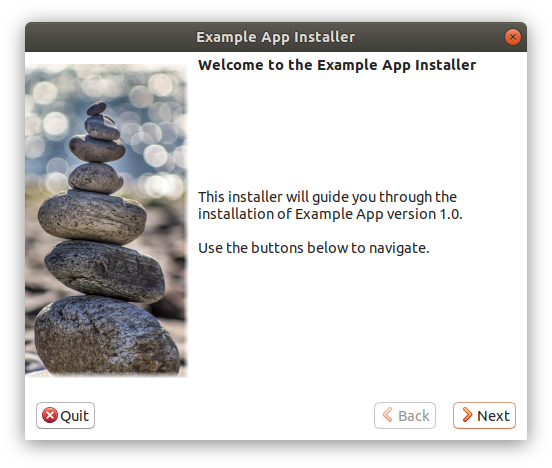 Example App Installer
Welcome to the Example App Installer
This installer will guide you through the
installation of Example App version 1.0.
Use the buttons below to navigate.
Quit
Back
Next